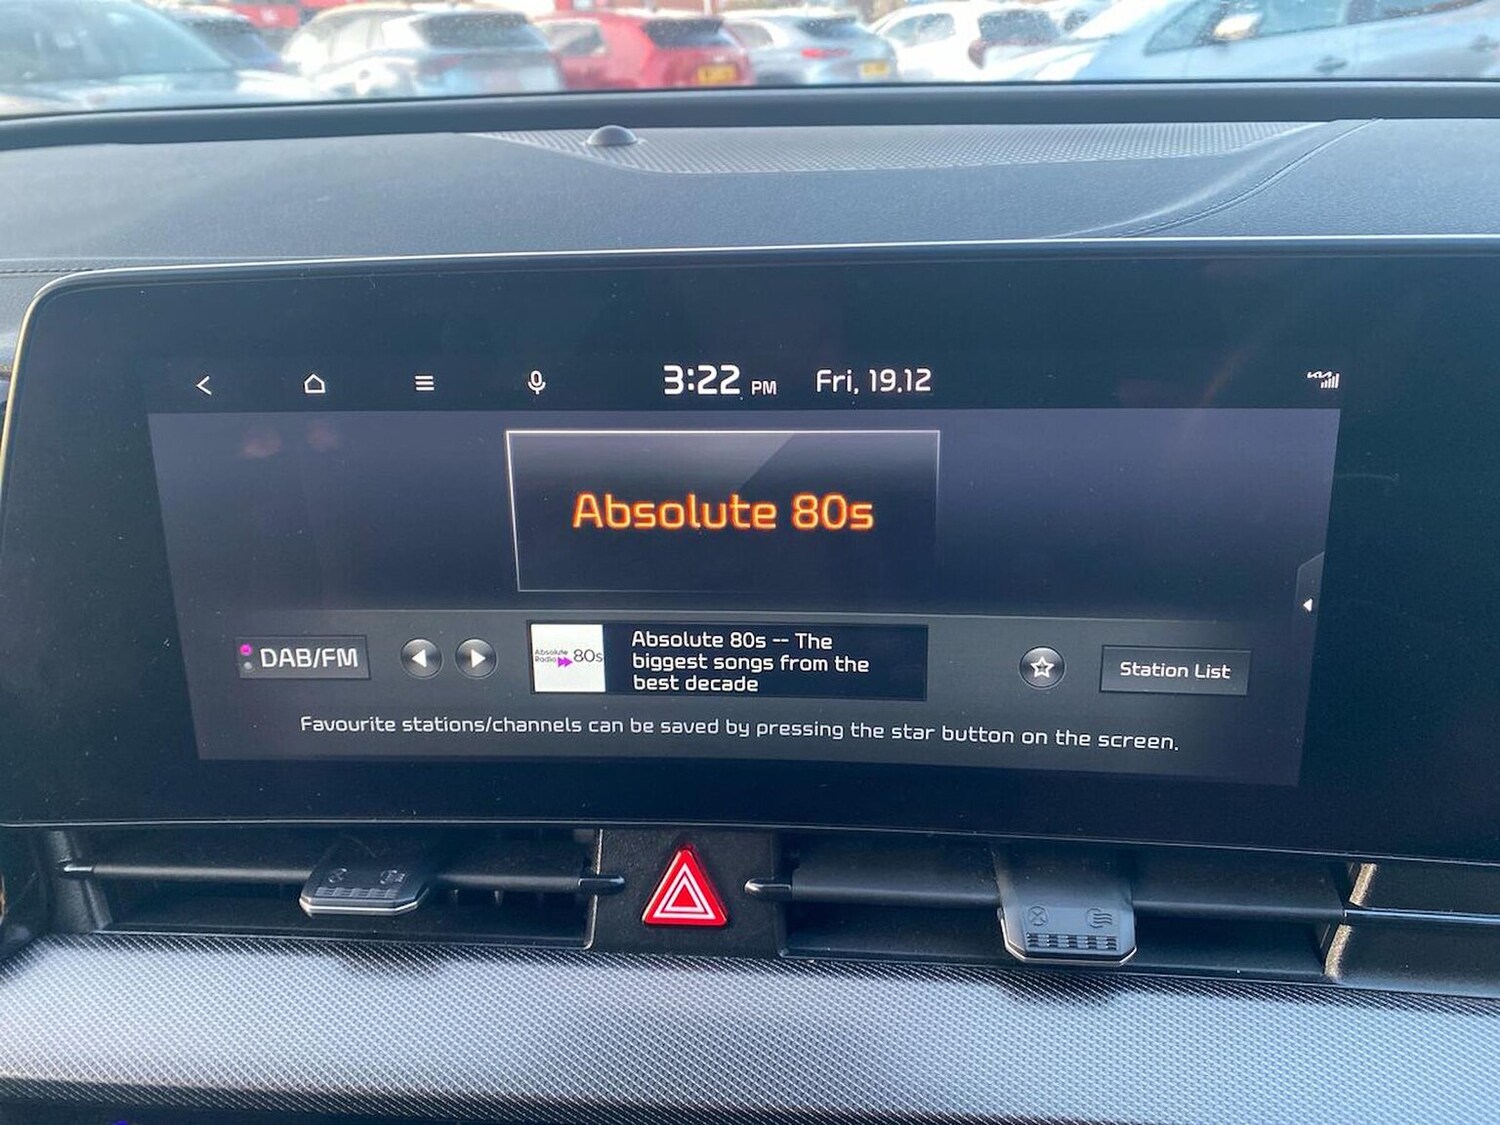 3:22 PM Fri, 19.12
Absolute 80s
DAB/FM
Absolute
Radio 80s
Absolute 80s -- The
biggest songs from the
best decade
Station List
Favourite stations/channels can be saved by pressing the star button on the screen.